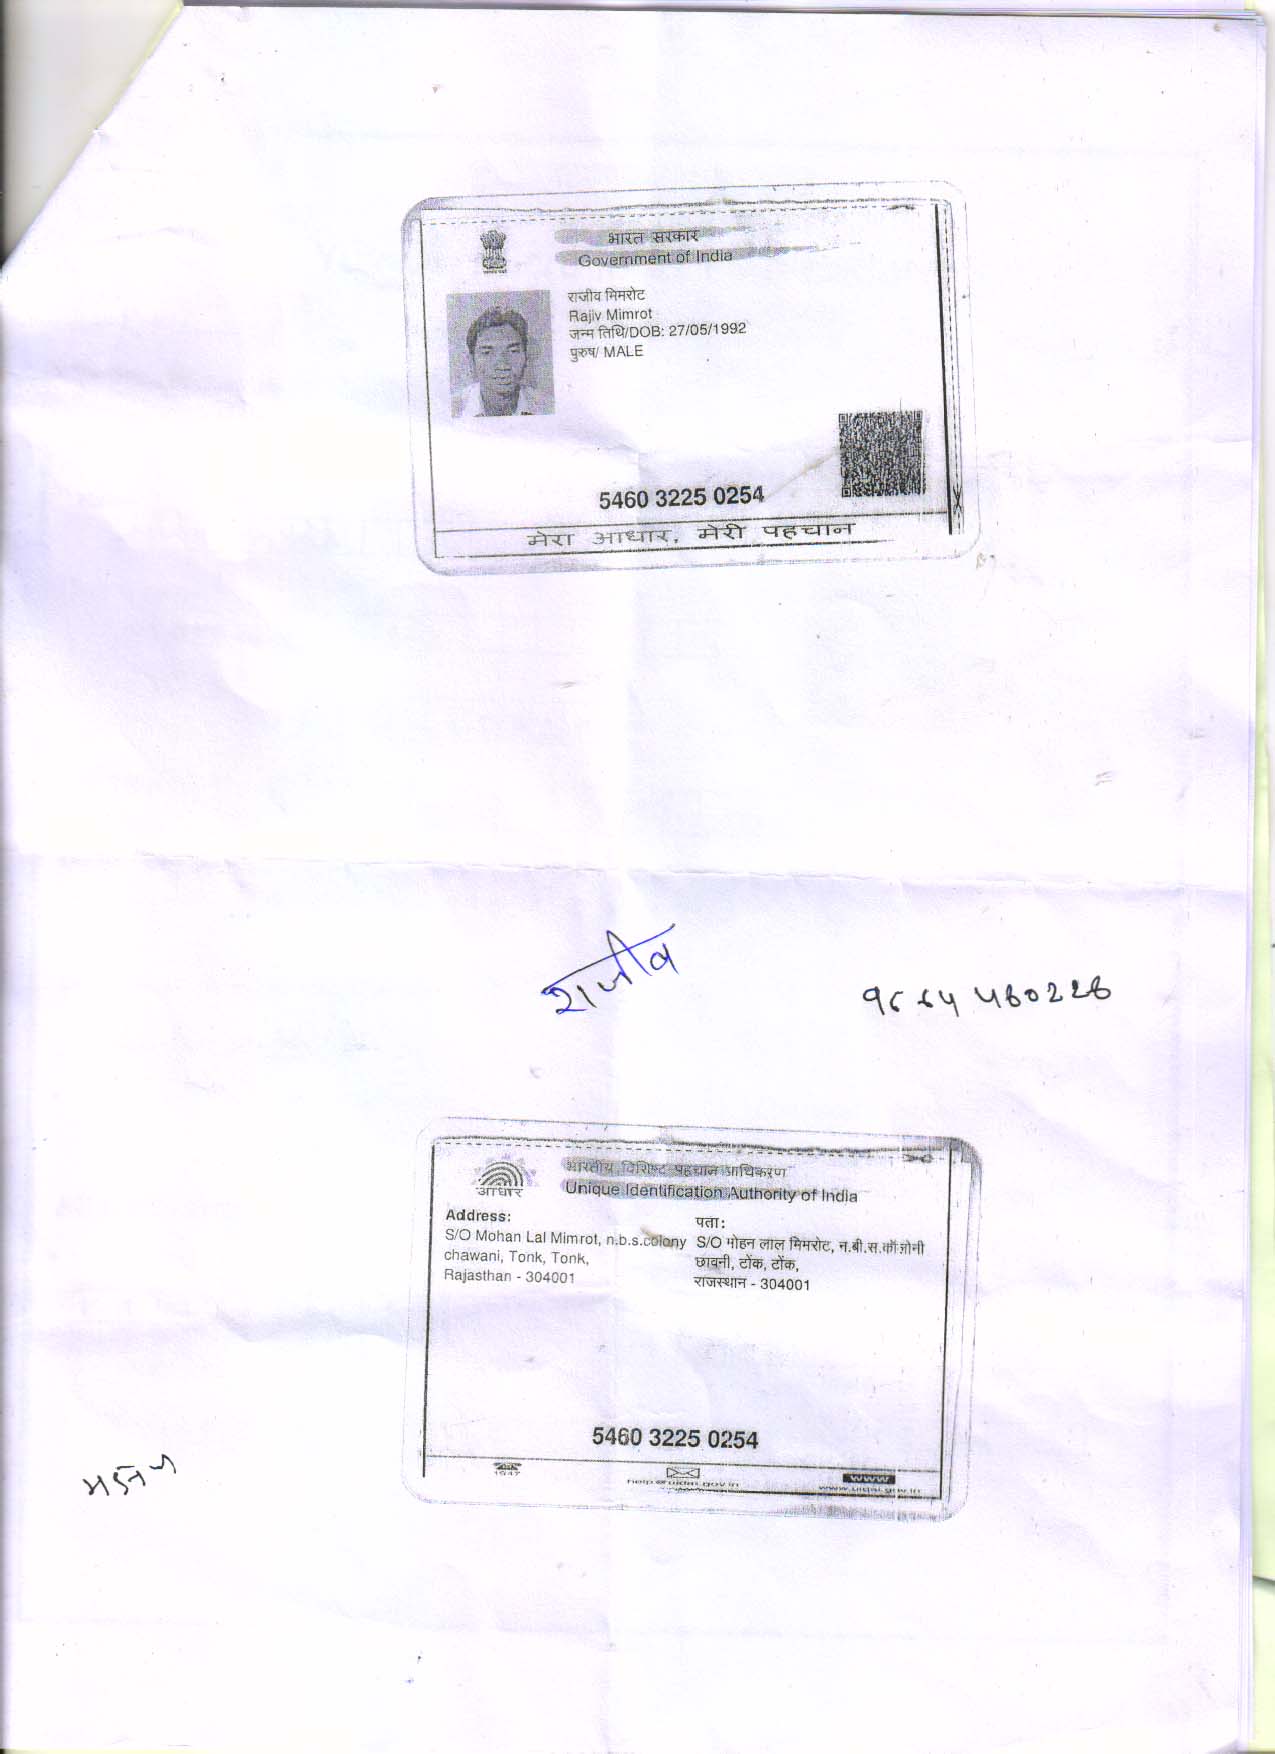 भारत सरकार
Government of India
राजीव मिमरोट
Rajiv Mimrot
जन्म तिथि/DOB: 27/05/1992
पुरुष/ MALE
5460 3225 0254
मेरा आधार, मेरी पहचान
राजीव
भारतीय विशिष्ट पहचान आधिकरण
आधार
Unique Identification Authority of India
Address:
S/O Mohan Lal Mimrot, n.b.s.colony
chawani, Tonk, Tonk,
Rajasthan - 304001
पता:
S/O मोहन लाल मिमरोट, न.बी.स.कॉलोनी
छावनी, टोंक, टोंक,
राजस्थान - 304001
5460 3225 0254
1947
help@uidai.gov.in
WWW
www.uidai.gov.in